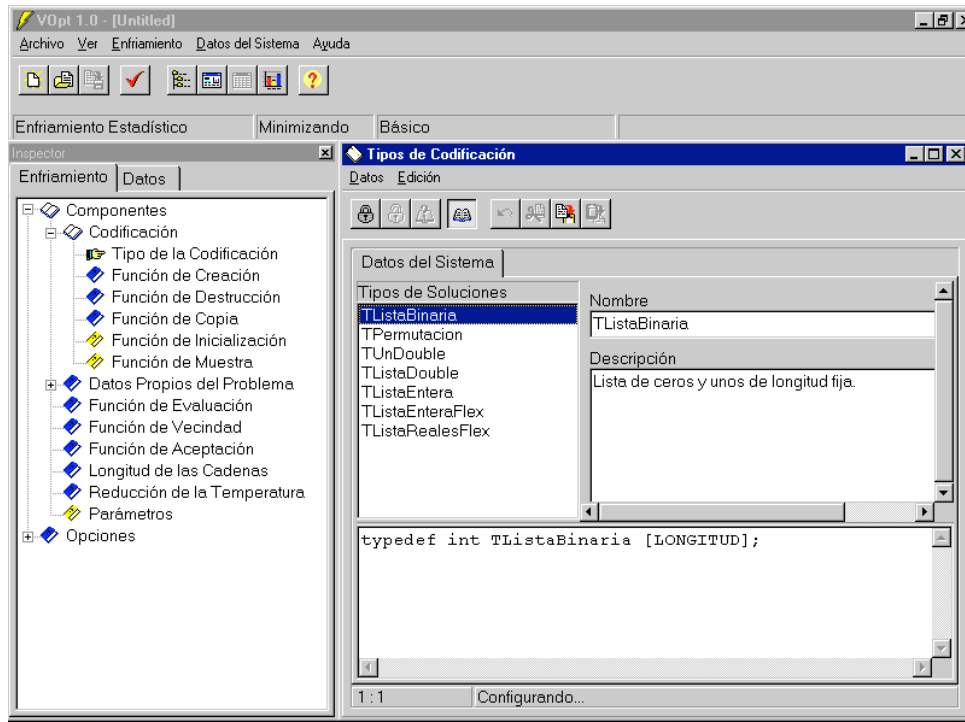 VOpt 1.0 - [Untitled]
Archivo Ver Enfriamiento Datos del Sistema Ayuda
Enfriamiento Estadístico Minimizando Básico
Inspector
Enfriamiento Datos
Componentes
Codificación
Tipo de la Codificación
Función de Creación
Función de Destrucción
Función de Copia
Función de Inicialización
Función de Muestra
Datos Propios del Problema
Función de Evaluación
Función de Vecindad
Función de Aceptación
Longitud de las Cadenas
Reducción de la Temperatura
Parámetros
Opciones
Tipos de Codificación
Datos Edición
Datos del Sistema
Tipos de Soluciones
TListaBinaria
TPermutacion
TUnDouble
TListaDouble
TListaEntera
TListaEnteraFlex
TListaRealesFlex
Nombre
TListaBinaria
Descripción
Lista de ceros y unos de longitud fija.
typedef int TListaBinaria [LONGITUD];
1 : 1 Configurando...